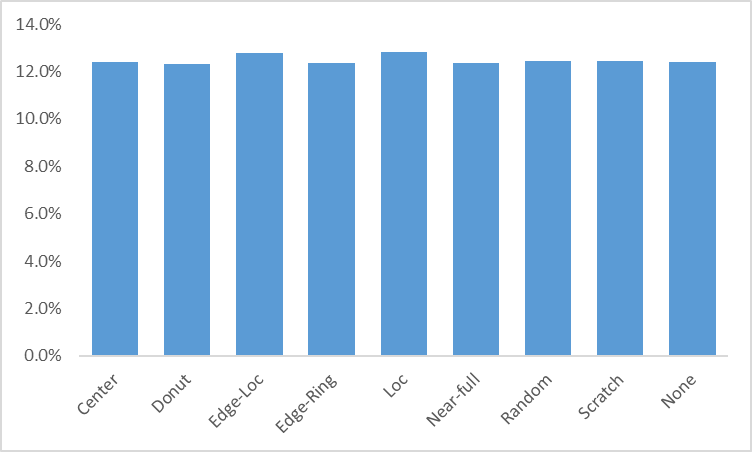 14.0%
12.0%
10.0%
8.0%
6.0%
4.0%
2.0%
0.0%
Center
Donut
Edge-Loc
Edge-Ring
Loc
Near-full
Random
Scratch
None